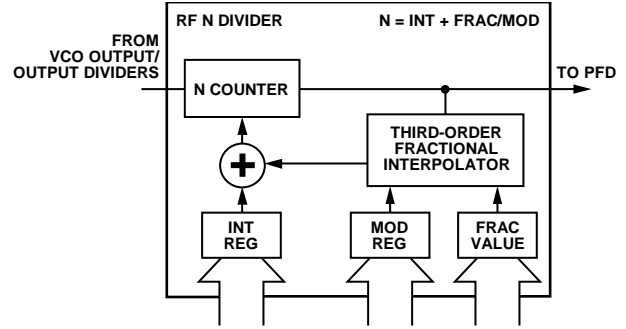 RF N DIVIDER
N = INT + FRAC/MOD
FROM
VCO OUTPUT/
OUTPUT DIVIDERS
N COUNTER
TO PFD
THIRD-ORDER
FRACTIONAL
INTERPOLATOR
+
INT
REG
MOD
REG
FRAC
VALUE